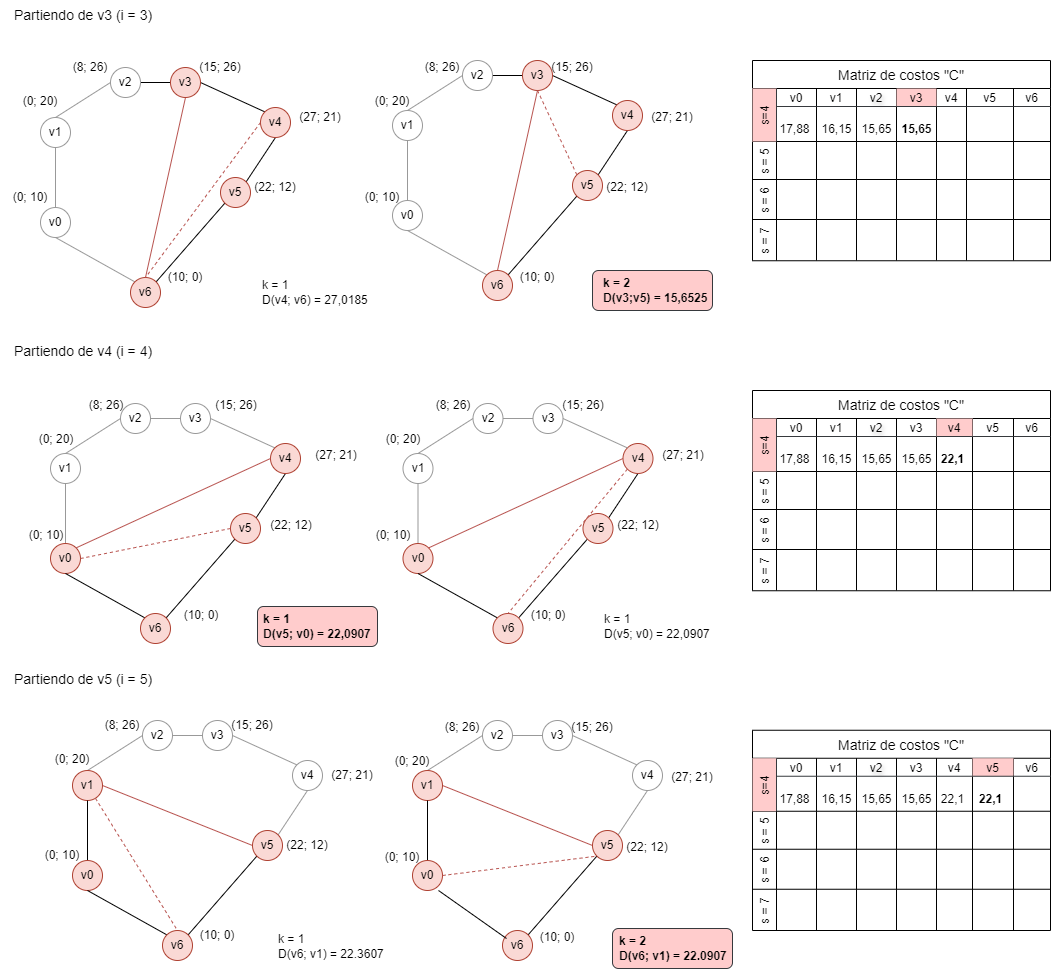 Partiendo de v3 (i = 3)
(8; 26)
v2
v3
(15; 26)
(0; 20)
v1
v4
(27; 21)
v5
(22; 12)
(0; 10)
v0
(10; 0)
v6
k = 1
D(v4; v6) = 27,0185
(8; 26)
v2
v3
(15; 26)
(0; 20)
v1
v4
(27; 21)
v5
(22; 12)
(0; 10)
v0
(10; 0)
v6
k = 2
D(v3;v5) = 15,6525
Matriz de costos "C"
v0 v1 v2 v3 v4 v5 v6
s=4 17,88 16,15 15,65 15,65
s = 5
s = 6
s = 7
Partiendo de v4 (i = 4)
(8; 26)
v2
v3
(15; 26)
(0; 20)
v1
v4
(27; 21)
v5
(22; 12)
(0; 10)
v0
(10; 0)
v6
k = 1
D(v5; v0) = 22,0907
(8; 26)
v2
v3
(15; 26)
(0; 20)
v1
v4
(27; 21)
v5
(22; 12)
(0; 10)
v0
(10; 0)
v6
k = 1
D(v5; v0) = 22,0907
Matriz de costos "C"
v0 v1 v2 v3 v4 v5 v6
s=4 17,88 16,15 15,65 15,65 22,1
s = 5
s = 6
s = 7
Partiendo de v5 (i = 5)
(8; 26)
v2
v3
(15; 26)
(0; 20)
v1
v4
(27; 21)
v5
(22; 12)
(0; 10)
v0
(10; 0)
v6
k = 1
D(v6; v1) = 22.3607
(8; 26)
v2
v3
(15; 26)
(0; 20)
v1
v4
(27; 21)
v5
(22; 12)
(0; 10)
v0
(10; 0)
v6
k = 2
D(v6; v1) = 22.0907
Matriz de costos "C"
v0 v1 v2 v3 v4 v5 v6
s=4 17,88 16,15 15,65 15,65 22,1 22,1
s = 5
s = 6
s = 7